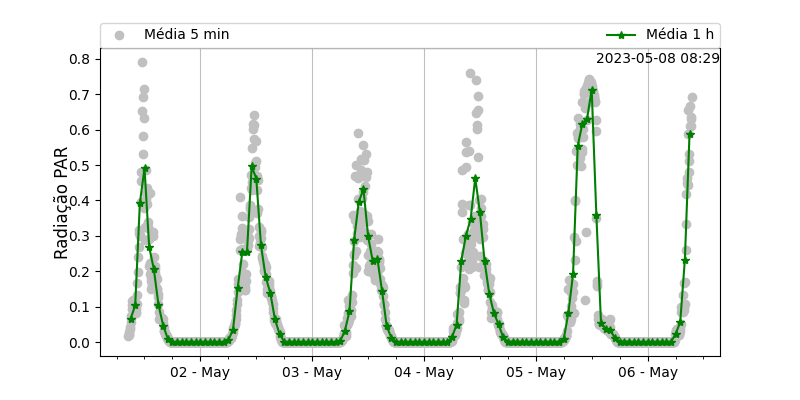 Média 5 min
Média 1 h
2023-05-08 08:29
Radiação PAR
0.8
0.7
0.6
0.5
0.4
0.3
0.2
0.1
0.0
02 - May
03 - May
04 - May
05 - May
06 - May